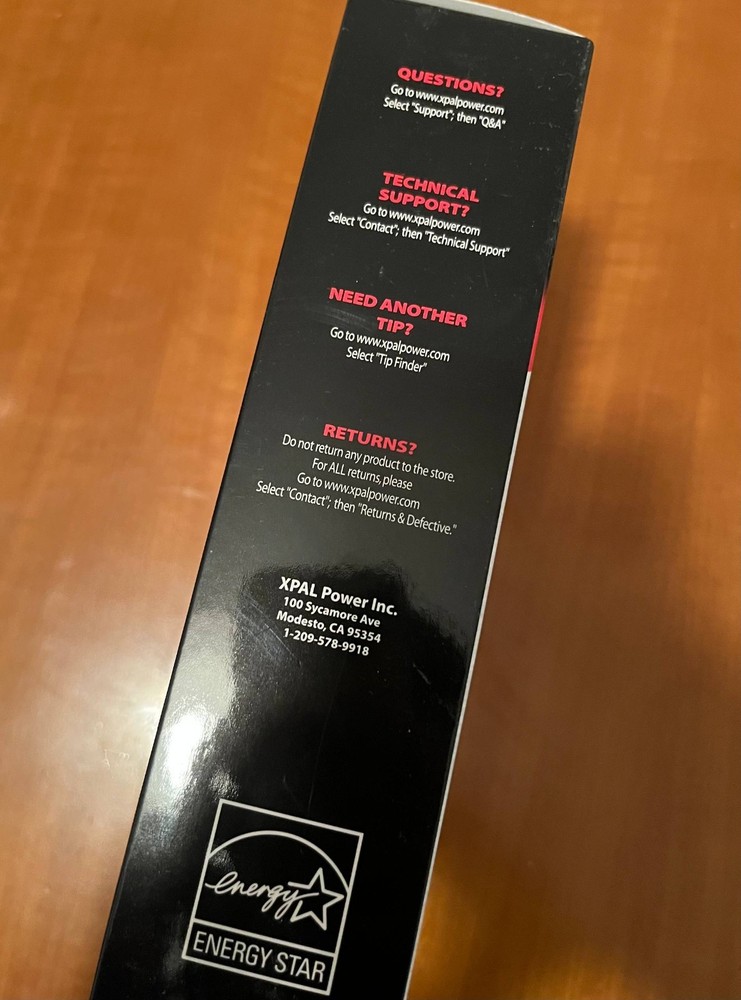 QUESTIONS?
Go to www.xpalpower.com
Select "Support"; then "Q&A"
TECHNICAL
SUPPORT?
Go to www.xpalpower.com
Select "Contact"; then "Technical Support"
NEED ANOTHER
TIP?
Go to www.xpalpower.com
Select "Tip Finder"
RETURNS?
Do not return any product to the store.
For ALL returns, please
Go to www.xpalpower.com
Select "Contact"; then "Returns & Defective."
XPAL Power Inc.
100 Sycamore Ave
Modesto, CA 95354
1-209-578-9918
energy
ENERGY STAR